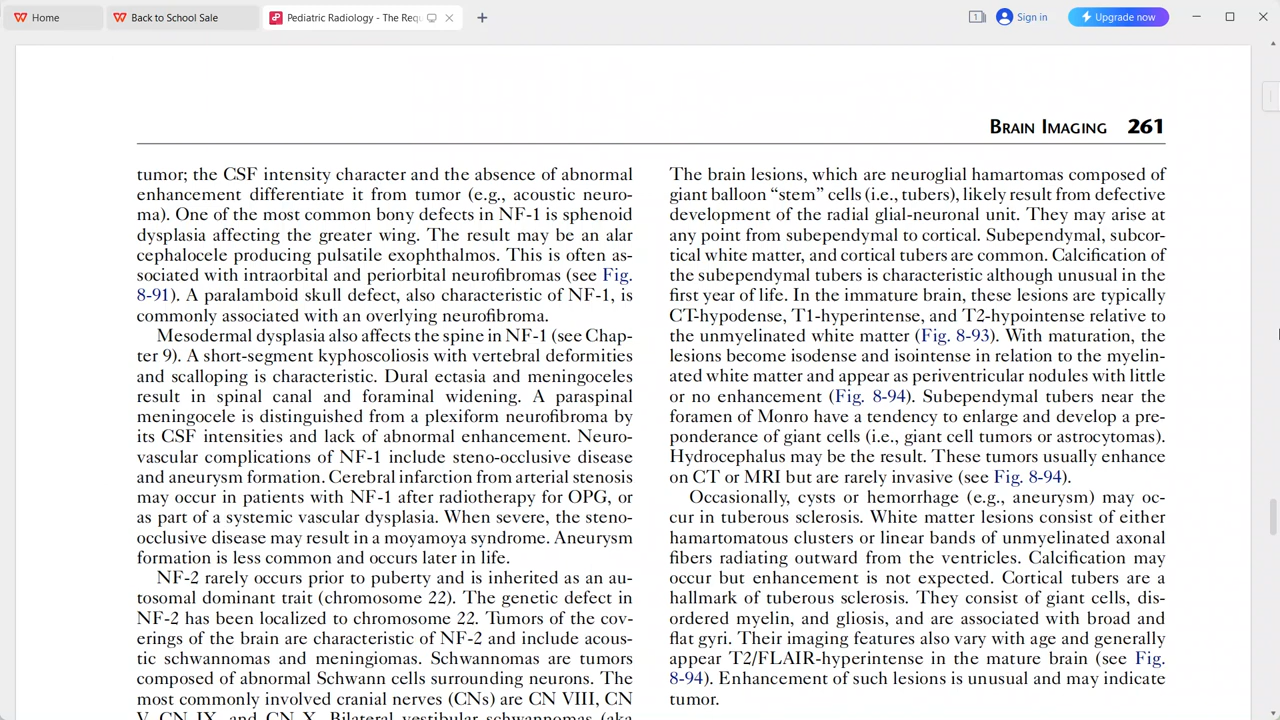 Home
Back to School Sale
Pediatric Radiology - The Req
1
Sign in
Upgrade now
BRAIN IMAGING 261
tumor; the CSF intensity character and the absence of abnormal
enhancement differentiate it from tumor (e.g., acoustic neuro-
ma). One of the most common bony defects in NF-1 is sphenoid
dysplasia affecting the greater wing. The result may be an alar
cephalocele producing pulsatile exophthalmos. This is often as-
sociated with intraorbital and periorbital neurofibromas (see Fig.
8-91). A paralamboid skull defect, also characteristic of NF-1, is
commonly associated with an overlying neurofibroma.
Mesodermal dysplasia also affects the spine in NF-1 (see Chap-
ter 9). A short-segment kyphoscoliosis with vertebral deformities
and scalloping is characteristic. Dural ectasia and meningoceles
result in spinal canal and foraminal widening. A paraspinal
meningocele is distinguished from a plexiform neurofibroma by
its CSF intensities and lack of abnormal enhancement. Neuro-
vascular complications of NF-1 include steno-occlusive disease
and aneurysm formation. Cerebral infarction from arterial stenosis
may occur in patients with NF-1 after radiotherapy for OPG, or
as part of a systemic vascular dysplasia. When severe, the steno-
occlusive disease may result in a moyamoya syndrome. Aneurysm
formation is less common and occurs later in life.
NF-2 rarely occurs prior to puberty and is inherited as an au-
tosomal dominant trait (chromosome 22). The genetic defect in
NF-2 has been localized to chromosome 22. Tumors of the cov-
erings of the brain are characteristic of NF-2 and include acous-
tic schwannomas and meningiomas. Schwannomas are tumors
composed of abnormal Schwann cells surrounding neurons. The
most commonly involved cranial nerves (CNs) are CN VIII, CN
V, CN IX, and CN X. Bilateral vestibular schwannomas (aka
The brain lesions, which are neuroglial hamartomas composed of
giant balloon “stem” cells (i.e., tubers), likely result from defective
development of the radial glial-neuronal unit. They may arise at
any point from subependymal to cortical. Subependymal, subcor-
tical white matter, and cortical tubers are common. Calcification of
the subependymal tubers is characteristic although unusual in the
first year of life. In the immature brain, these lesions are typically
CT-hypodense, T1-hyperintense, and T2-hypointense relative to
the unmyelinated white matter (Fig. 8-93). With maturation, the
lesions become isodense and isointense in relation to the myelin-
ated white matter and appear as periventricular nodules with little
or no enhancement (Fig. 8-94). Subependymal tubers near the
foramen of Monro have a tendency to enlarge and develop a pre-
ponderance of giant cells (i.e., giant cell tumors or astrocytomas).
Hydrocephalus may be the result. These tumors usually enhance
on CT or MRI but are rarely invasive (see Fig. 8-94).
Occasionally, cysts or hemorrhage (e.g., aneurysm) may oc-
cur in tuberous sclerosis. White matter lesions consist of either
hamartomatous clusters or linear bands of unmyelinated axonal
fibers radiating outward from the ventricles. Calcification may
occur but enhancement is not expected. Cortical tubers are a
hallmark of tuberous sclerosis. They consist of giant cells, dis-
ordered myelin, and gliosis, and are associated with broad and
flat gyri. Their imaging features also vary with age and generally
appear T2/FLAIR-hyperintense in the mature brain (see Fig.
8-94). Enhancement of such lesions is unusual and may indicate
tumor.